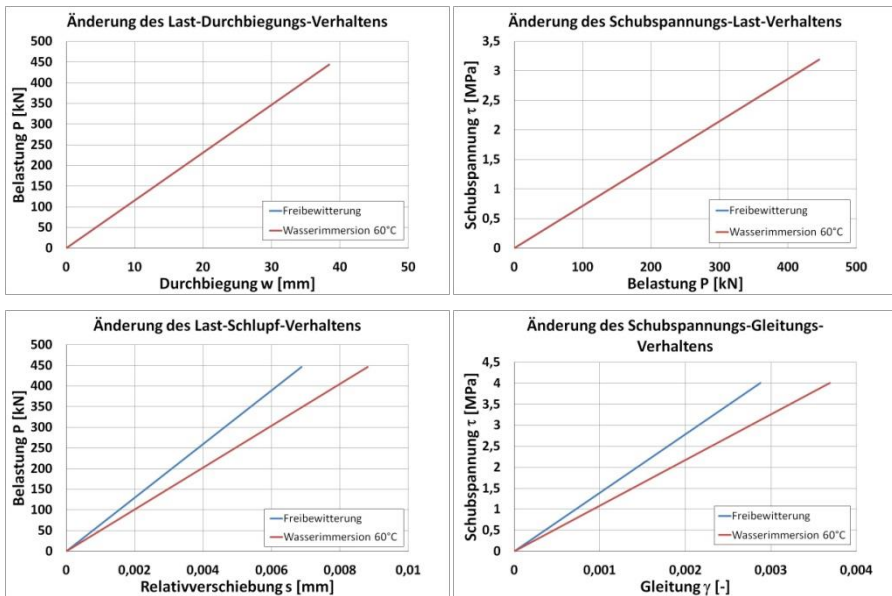 Änderung des Last-Durchbiegungs-Verhaltens
Belastung P [kN]
500
450
400
350
300
250
200
150
100
50
0
Freibewitterung
Wasserimmersion 60°C
0 10 20 30 40 50
Durchbiegung w [mm]
Änderung des Schubspannungs-Last-Verhaltens
Schubspannung τ [MPa]
3,5
3
2,5
2
1,5
1
0,5
0
Freibewitterung
Wasserimmersion 60°C
0 100 200 300 400 500
Belastung P [kN]
Änderung des Last-Schlupf-Verhaltens
Belastung P [kN]
500
450
400
350
300
250
200
150
100
50
0
Freibewitterung
Wasserimmersion 60°C
0 0,002 0,004 0,006 0,008 0,01
Relativverschiebung s [mm]
Änderung des Schubspannungs-Gleitungs-
Verhaltens
Schubspannung τ [MPa]
4,5
4
3,5
3
2,5
2
1,5
1
0,5
0
Freibewitterung
Wasserimmersion 60°C
0 0,001 0,002 0,003 0,004
Gleitung γ [-]